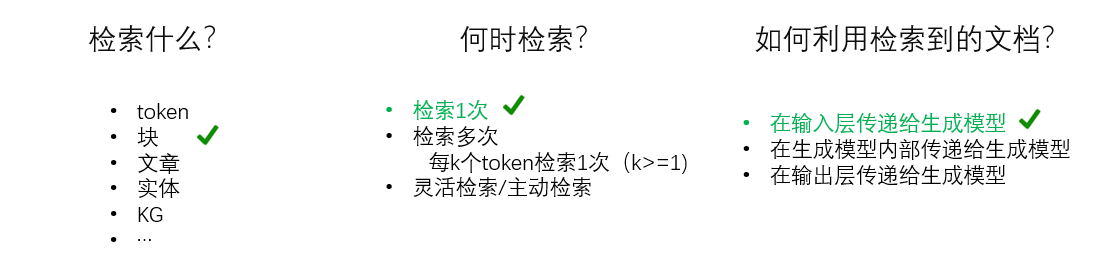 检索什么？
• token
• 块
• 文章
• 实体
• KG
• …
何时检索？
• 检索1次
• 检索多次
每k个token检索1次（k>=1)
• 灵活检索/主动检索
如何利用检索到的文档？
• 在输入层传递给生成模型
• 在生成模型内部传递给生成模型
• 在输出层传递给生成模型